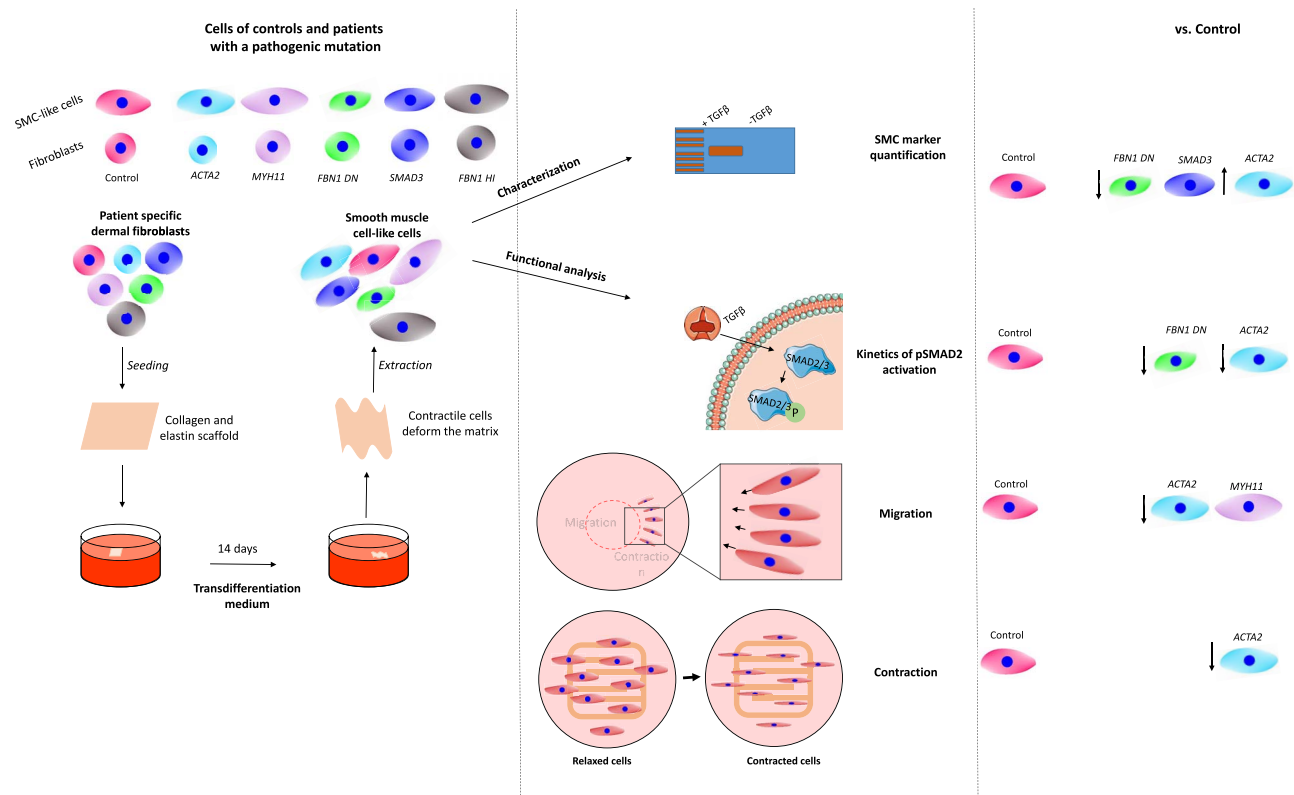 Cells of controls and patients
with a pathogenic mutation
SMC-like cells
Fibroblasts
Control
ACTA2
MYH11
FBN1 DN
SMAD3
FBN1 HI
Patient specific
dermal fibroblasts
Seeding
Collagen and
elastin scaffold
14 days
Transdifferentiation
medium
Smooth muscle
cell-like cells
Extraction
Contractile cells
deform the matrix
Characterization
Functional analysis
+ TGFβ
-TGFβ
SMC marker
quantification
TGFβ
SMAD2/3
SMAD2/3
P
Kinetics of pSMAD2
activation
Migration
Contractio
n
Migration
Relaxed cells
Contracted cells
Contraction
vs. Control
Control
FBN1 DN
SMAD3
ACTA2
Control
FBN1 DN
ACTA2
Control
ACTA2
MYH11
Control
ACTA2